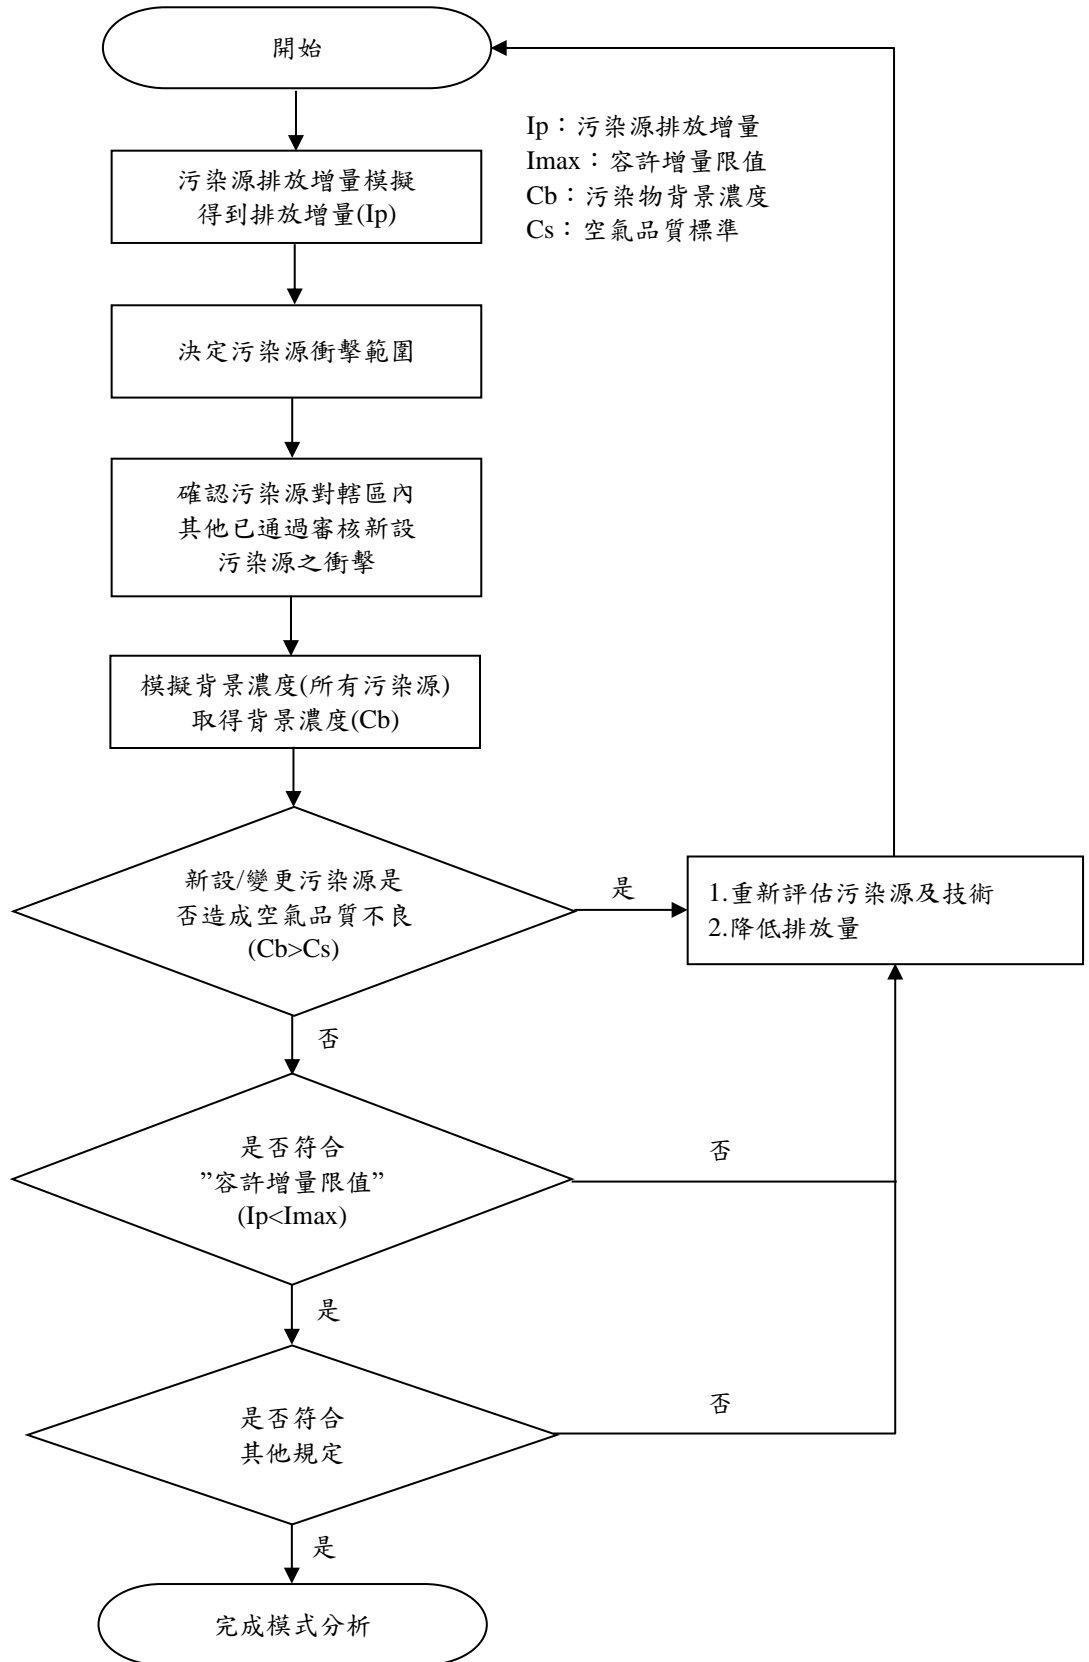 開始
Ip：污染源排放增量
Imax：容許增量限值
Cb：污染物背景濃度
Cs：空氣品質標準
污染源排放增量模擬
得到排放增量(Ip)
決定污染源衝擊範圍
確認污染源對轄區內
其他已通過審核新設
污染源之衝擊
模擬背景濃度(所有污染源)
取得背景濃度(Cb)
新設/變更污染源是
否造成空氣品質不良
(Cb>Cs)
是
1.重新評估污染源及技術
2.降低排放量
否
是否符合
”容許增量限值”
(Ip<Imax)
否
是
是否符合
其他規定
否
是
完成模式分析